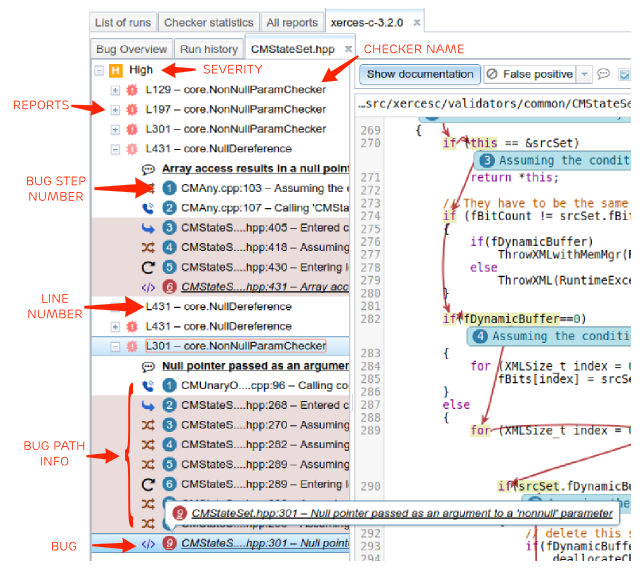 List of runs Checker statistics All reports xerces-c-3.2.0
Bug Overview Run history CMStateSet.hpp
CHECKER NAME
H High
SEVERITY
L129 – core.NonNullParamChecker
REPORTS
L197 – core.NonNullParamChecker
L301 – core.NonNullParamChecker
L431 – core.NullDereference
Array access results in a null poin
BUG STEP
NUMBER
1 CMAny.cpp:103 – Assuming the
2 CMAny.cpp:107 – Calling 'CMSta
3 CMStateS....hpp:405 – Entered c
4 CMStateS....hpp:418 – Assuming
5 CMStateS....hpp:430 – Entering l
6 CMStateS....hpp:431 – Array acc
LINE
NUMBER
L431 – core.NullDereference
L431 – core.NullDereference
L301 – core.NonNullParamChecker
Null pointer passed as an argumen
BUG PATH
INFO
CMUnaryO....cpp:96 – Calling co
2 CMStateS....hpp:268 – Entered c
3 CMStateS....hpp:270 – Assuming
4 CMStateS....hpp:282 – Assuming
5 CMStateS....hpp:289 – Assuming
6 CMStateS....hpp:289 – Entering l
9 CMStateSet.hpp:301 – Null pointer passed as an argument to a 'nonnull' parameter
BUG
9 CMStateS....hpp:301 – Null point
Show documentation False positive
...src/xercesc/validators/common/CMStateSe
269 {
270 if (this == &srcSet)
3 Assuming the conditi
271 return *this;
272
273 // They have to be the same
274 if (fBitCount != srcSet.fBit
275 {
276 if(fDynamicBuffer)
277 ThrowXMLwithMemMgr(R
278 else
279 ThrowXML(RuntimeExce
280 }
281
282 if(fDynamicBuffer==0)
4 Assuming the conditi
283 {
284 for (XMLSize_t index = 0
285 fBits[index] = srcSe
286 }
287 else
288 {
289 for (XMLSize_t index = 0
290 if(srcSet.fDynamicBu
292 // delete this s
293 if(fDynamicBuffe
294 deallocateCh